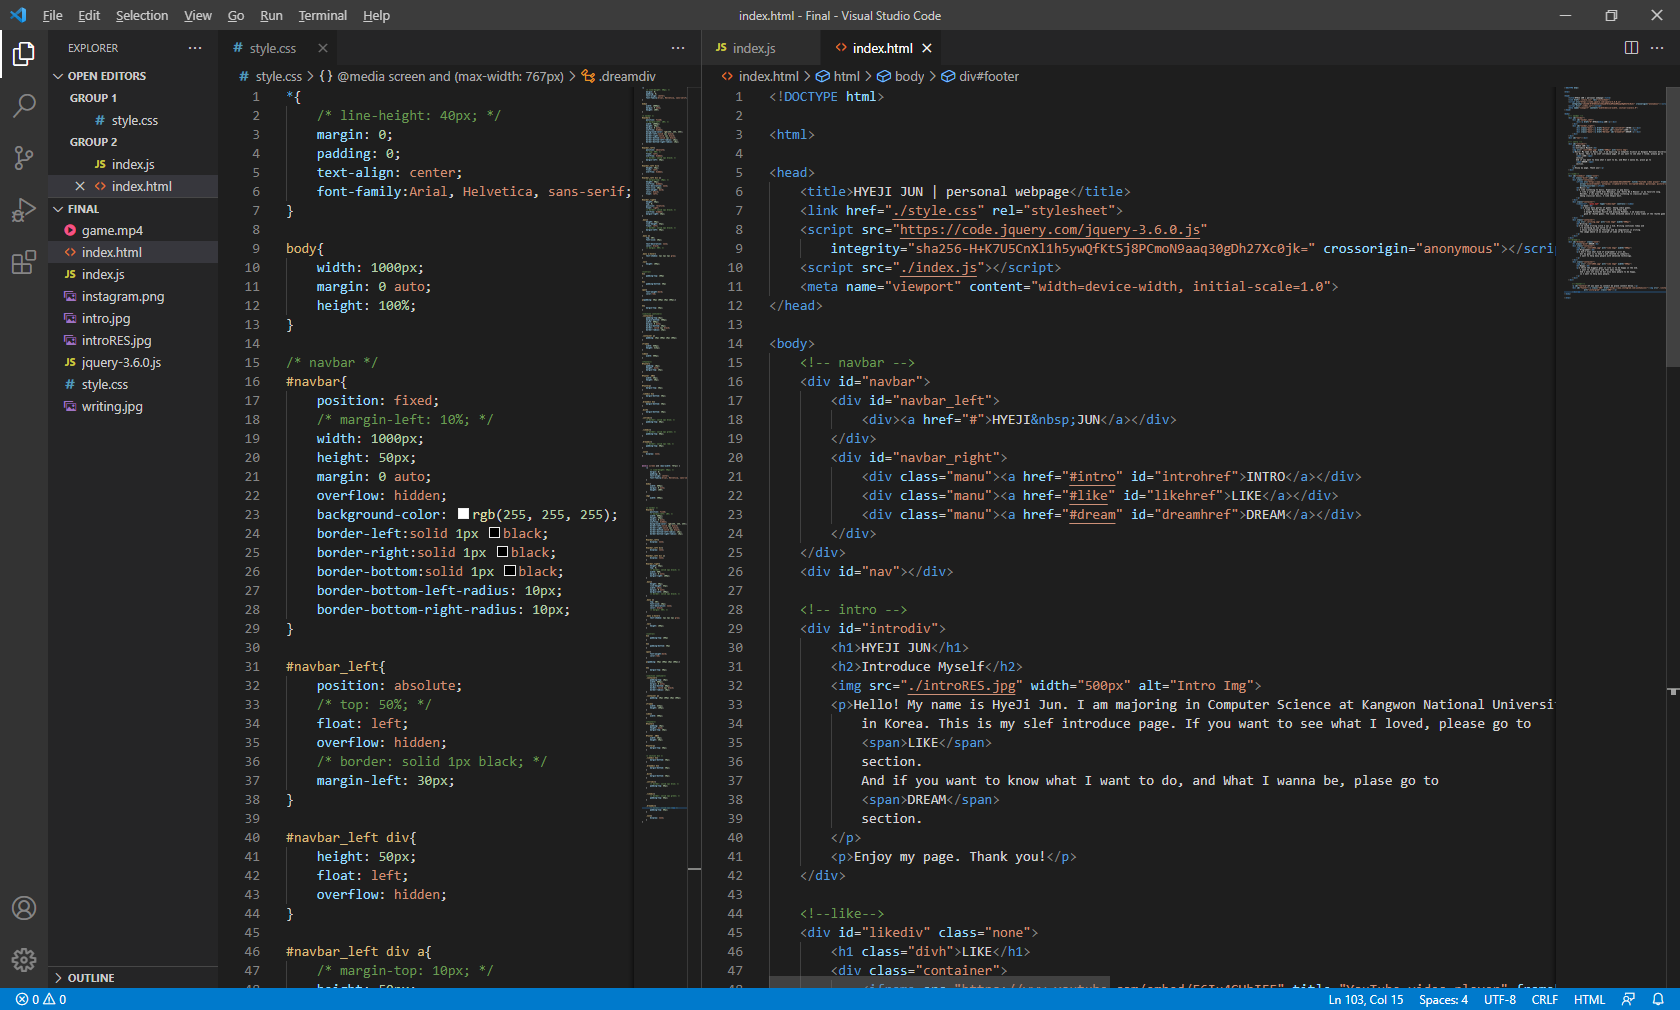 File Edit Selection View Go Run Terminal Help
index.html - Final - Visual Studio Code
EXPLORER
OPEN EDITORS
GROUP 1
# style.css
GROUP 2
JS index.js
index.html
FINAL
game.mp4
<> index.html
JS index.js
instagram.png
intro.jpg
introRES.jpg
JS jquery-3.6.0.js
# style.css
writing.jpg
OUTLINE
# style.css
# style.css > {} @media screen and (max-width: 767px) > .dreamdiv
1 *{
2 /* line-height: 40px; */
3 margin: 0;
4 padding: 0;
5 text-align: center;
6 font-family:Arial, Helvetica, sans-serif;
7 }
8
9 body{
10 width: 1000px;
11 margin: 0 auto;
12 height: 100%;
13 }
14
15 /* navbar */
16 #navbar{
17 position: fixed;
18 /* margin-left: 10%; */
19 width: 1000px;
20 height: 50px;
21 margin: 0 auto;
22 overflow: hidden;
23 background-color: rgb(255, 255, 255);
24 border-left:solid 1px black;
25 border-right:solid 1px black;
26 border-bottom:solid 1px black;
27 border-bottom-left-radius: 10px;
28 border-bottom-right-radius: 10px;
29 }
30
31 #navbar_left{
32 position: absolute;
33 /* top: 50%; */
34 float: left;
35 overflow: hidden;
36 /* border: solid 1px black; */
37 margin-left: 30px;
38 }
39
40 #navbar_left div{
41 height: 50px;
42 float: left;
43 overflow: hidden;
44 }
45
46 #navbar_left div a{
47 /* margin-top: 10px; */
JS index.js
<> index.html
<> index.html > html > body > div#footer
1 <!DOCTYPE html>
2
3 <html>
4
5 <head>
6 <title>HYEJI JUN | personal webpage</title>
7 <link href="./style.css" rel="stylesheet">
8 <script src="https://code.jquery.com/jquery-3.6.0.js"
9 integrity="sha256-H+K7U5CnXl1h5ywQfKtSj8PCmoN9aaq30gDh27Xc0jk=" crossorigin="anonymous"></scri
10 <script src="./index.js"></script>
11 <meta name="viewport" content="width=device-width, initial-scale=1.0">
12 </head>
13
14 <body>
15 <!-- navbar -->
16 <div id="navbar">
17 <div id="navbar_left">
18 <div><a href="#">HYEJI&nbsp;JUN</a></div>
19 </div>
20 <div id="navbar_right">
21 <div class="manu"><a href="#intro" id="introhref">INTRO</a></div>
22 <div class="manu"><a href="#like" id="likehref">LIKE</a></div>
23 <div class="manu"><a href="#dream" id="dreamhref">DREAM</a></div>
24 </div>
25 </div>
26 <div id="nav"></div>
27
28 <!-- intro -->
29 <div id="introdiv">
30 <h1>HYEJI JUN</h1>
31 <h2>Introduce Myself</h2>
32 <img src="./introRES.jpg" width="500px" alt="Intro Img">
33 <p>Hello! My name is HyeJi Jun. I am majoring in Computer Science at Kangwon National Universi
34 in Korea. This is my slef introduce page. If you want to see what I loved, please go to
35 <span>LIKE</span>
36 section.
37 And if you want to know what I want to do, and What I wanna be, plase go to
38 <span>DREAM</span>
39 section.
40 </p>
41 <p>Enjoy my page. Thank you!</p>
42 </div>
43
44 <!--like-->
45 <div id="likediv" class="none">
46 <h1 class="divh">LIKE</h1>
47 <div class="container">
0 0
Ln 103, Col 15 Spaces: 4 UTF-8 CRLF HTML